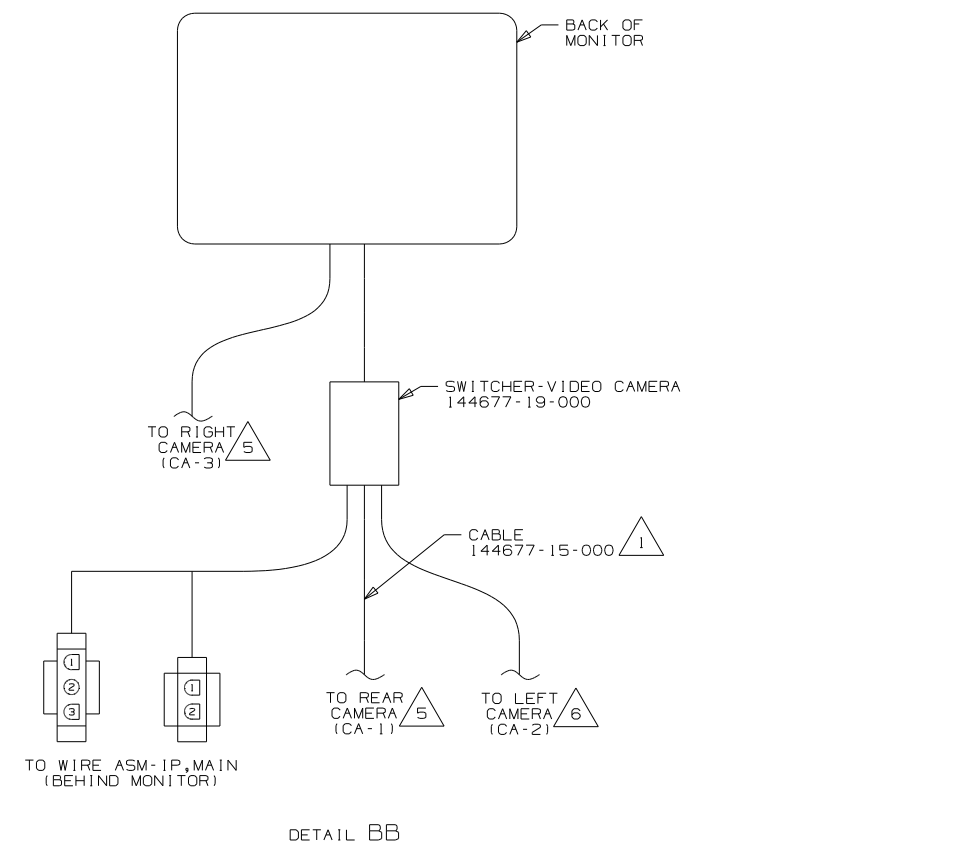 BACK OF
MONITOR
SWITCHER-VIDEO CAMERA
144677-19-000
TO RIGHT
CAMERA 5
(CA-3)
CABLE
144677-15-000 1
1
2
3
1
2
TO REAR
CAMERA 5
(CA-1)
TO LEFT
CAMERA 6
(CA-2)
TO WIRE ASM-IP,MAIN
(BEHIND MONITOR)
DETAIL BB